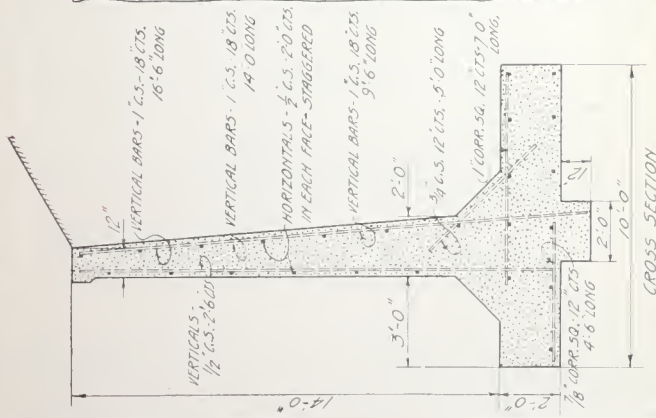 VERTICAL BARS - 1" C.S. - 18" CTS.
16'-6" LONG
VERTICAL BARS - 1" C.S. 18" CTS.
14'-0 LONG
HORIZONTALS - ½" C.S. 2'-0" CTS.
IN EACH FACE - STAGGERED
VERTICAL BARS - 1" C.S. 18" CTS.
9'-6" LONG
¾" C.S. 12" CTS. - 5'-0" LONG
1" CORR. SQ. 12" CTS - 7'-0"
LONG.
12"
2'-0"
VERTICALS -
½" C.S. 2'-6 CTS
3'-0"
14'-0"
2'-0"
7/8" CORR. SQ. 12" CTS
4'-6" LONG
12"
2'-0"
10'-0"
CROSS SECTION